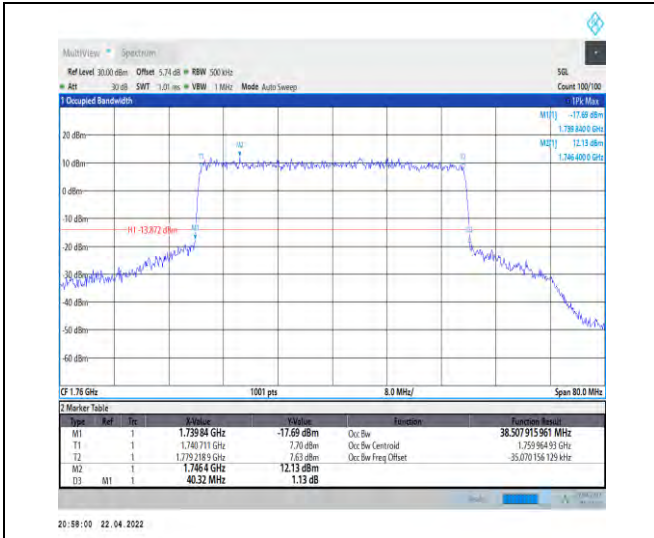 MultiView Spectrum
Ref Level 30.00 dBm Offset 5.74 dB RBW 500 kHz SGL
Att 30 dB SWT 1.01 ms VBW 1 MHz Mode Auto Sweep Count 100/100
1 Occupied Bandwidth 1Pk Max
M1[1] -17.69 dBm
1.739 840 0 GHz
M2[1] 12.13 dBm
1.746 400 0 GHz
20 dBm
M2
T1 T2
10 dBm
0 dBm
-10 dBm
H1 -13.872 dBm M1
-20 dBm
-30 dBm
-40 dBm
-50 dBm
-60 dBm
CF 1.76 GHz 1001 pts 8.0 MHz/ Span 80.0 MHz
2 Marker Table
Type Ref Trc X-Value Y-Value Function Function Result
M1 1 1.739 84 GHz -17.69 dBm Occ Bw 38.507 915 961 MHz
T1 1 1.740 711 GHz 7.70 dBm Occ Bw Centroid 1.759 964 93 GHz
T2 1 1.779 218 9 GHz 7.63 dBm Occ Bw Freq Offset -35.070 156 129 kHz
M2 1 1.746 4 GHz 12.13 dBm
D3 M1 1 40.32 MHz 1.13 dB
20:58:00 22.04.2022